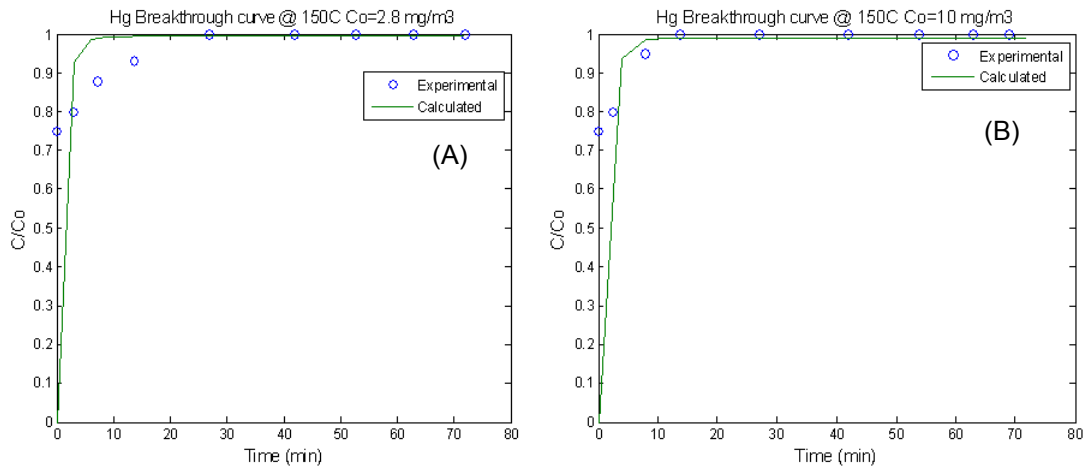 Hg Breakthrough curve @ 150C Co=2.8 mg/m3
1
0.9
0.8
0.7
0.6
0.5
0.4
0.3
0.2
0.1
0
C/Co
Experimental
Calculated
(A)
0 10 20 30 40 50 60 70 80
Time (min)
Hg Breakthrough curve @ 150C Co=10 mg/m3
1
0.9
0.8
0.7
0.6
0.5
0.4
0.3
0.2
0.1
0
C/Co
Experimental
Calculated
(B)
0 10 20 30 40 50 60 70 80
Time (min)